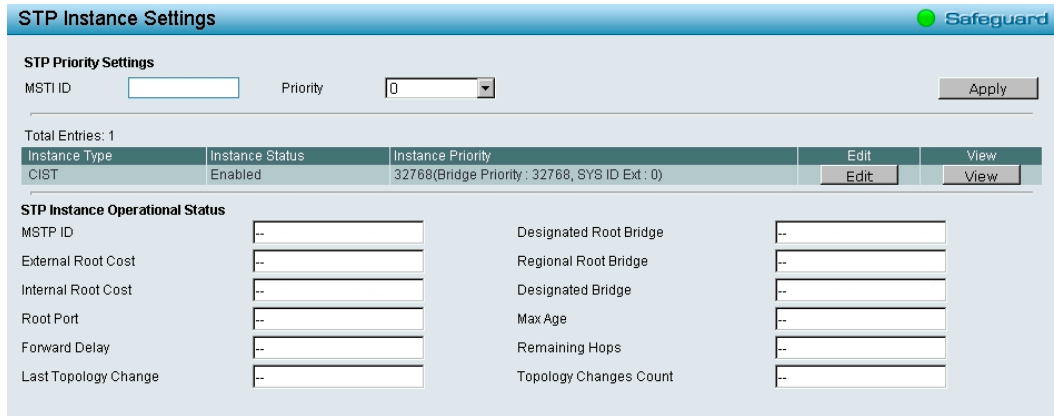 STP Instance Settings
Safeguard
STP Priority Settings
MSTI ID Priority 0 Apply
Total Entries: 1
Instance Type Instance Status Instance Priority Edit View
CIST Enabled 32768(Bridge Priority : 32768, SYS ID Ext : 0) Edit View
STP Instance Operational Status
MSTP ID -- Designated Root Bridge --
External Root Cost -- Regional Root Bridge --
Internal Root Cost -- Designated Bridge --
Root Port -- Max Age --
Forward Delay -- Remaining Hops --
Last Topology Change -- Topology Changes Count --